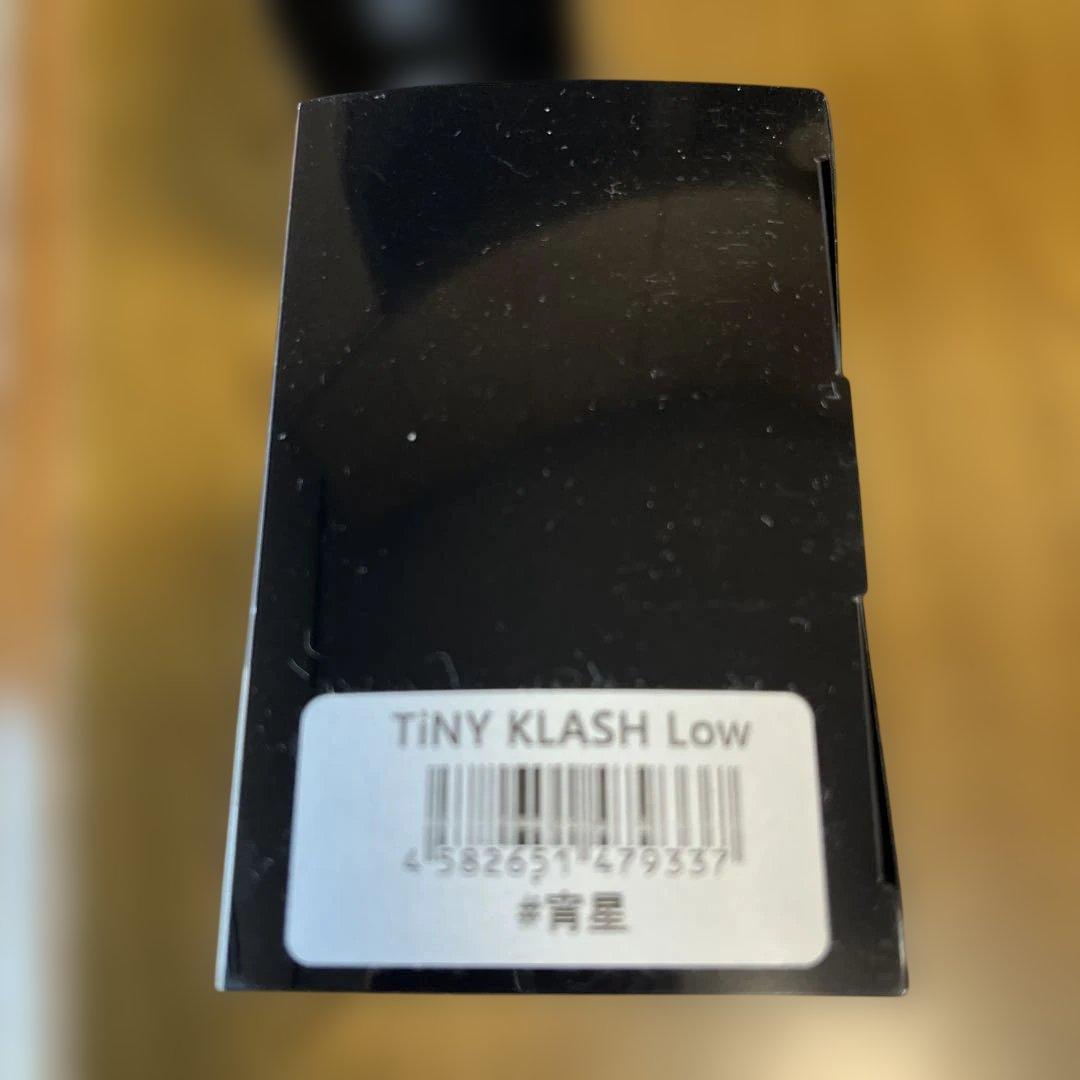 TiNY KLASH Low
4 582651 479337
#宵星